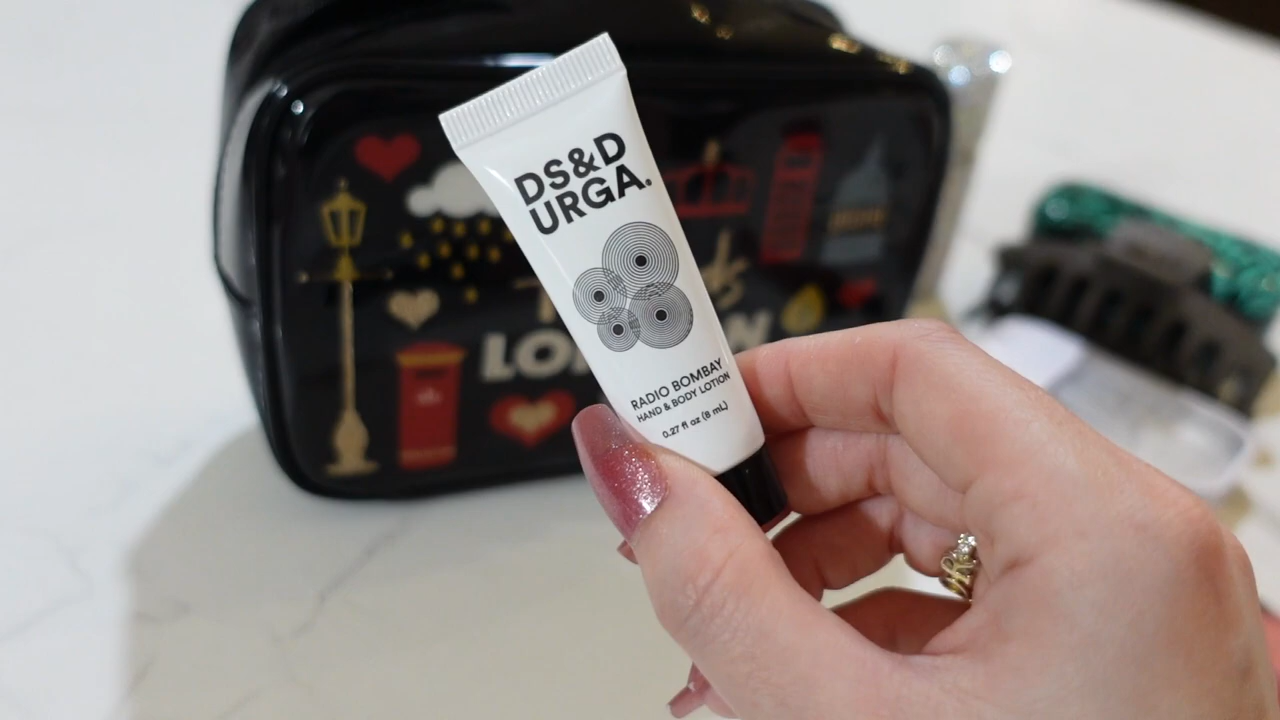 DS&D
URGA.
RADIO BOMBAY
HAND & BODY LOTION
0.27 fl oz (8 mL)